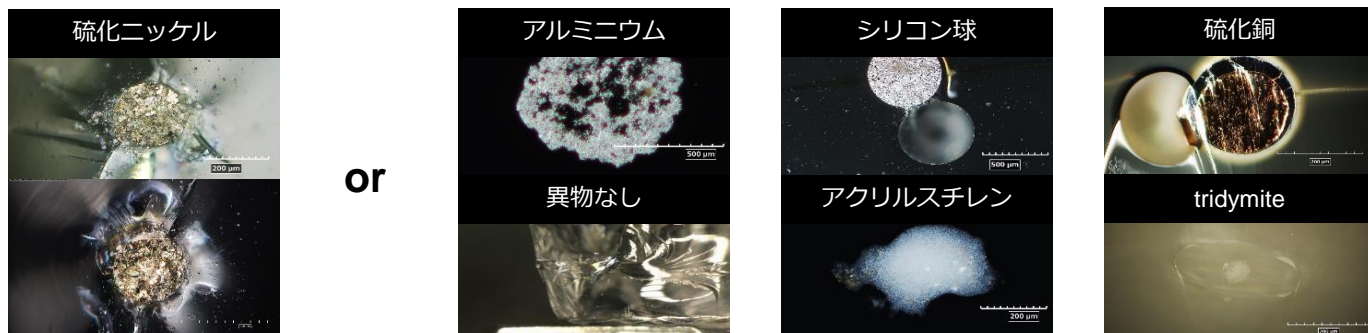 硫化ニッケル
200 µm
or
アルミニウム
500 µm
異物なし
シリコン球
500 µm
アクリルスチレン
200 µm
硫化銅
200 µm
tridymite